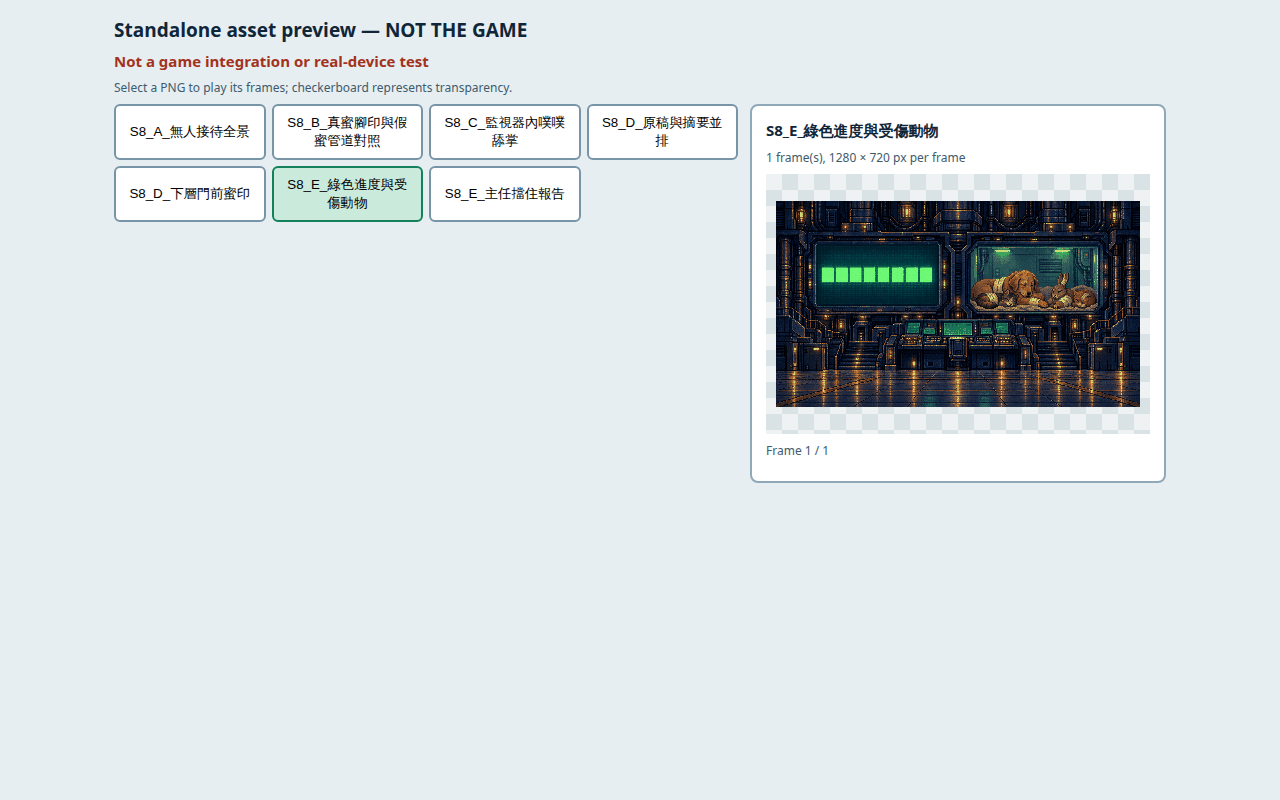 Standalone asset preview — NOT THE GAME
Not a game integration or real-device test
Select a PNG to play its frames; checkerboard represents transparency.
S8_A_無人接待全景
S8_B_真蜜腳印與假
蜜管道對照
S8_C_監視器內噗噗
舔掌
S8_D_原稿與摘要並
排
S8_D_下層門前蜜印
S8_E_綠色進度與受
傷動物
S8_E_主任擋住報告
S8_E_綠色進度與受傷動物
1 frame(s), 1280 × 720 px per frame
Frame 1 / 1